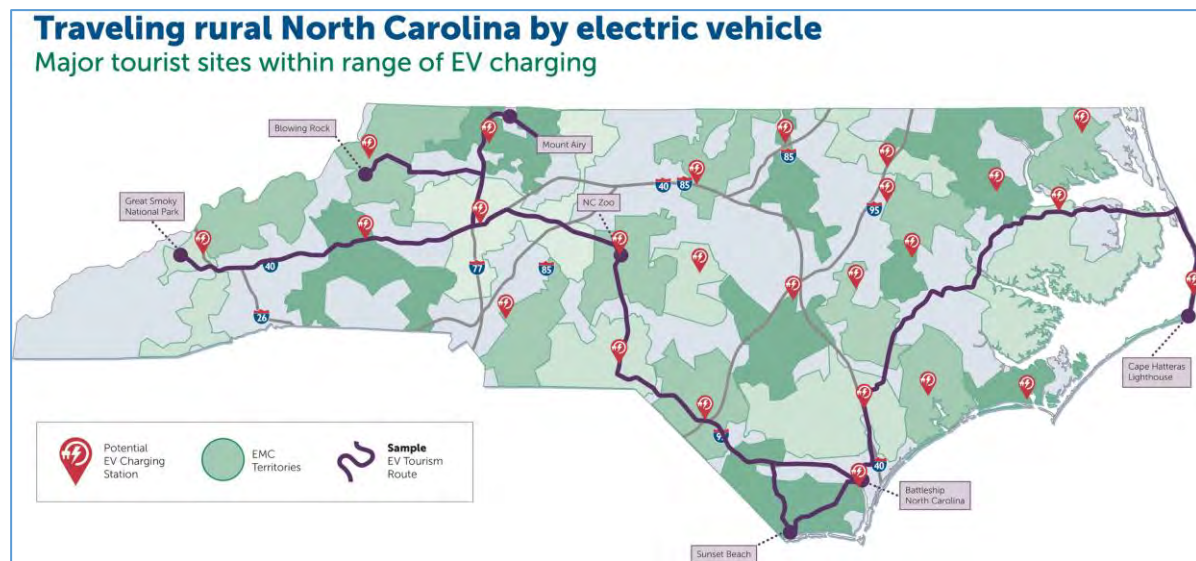 Traveling rural North Carolina by electric vehicle
Major tourist sites within range of EV charging
Blowing Rock
Mount Airy
85
Great Smoky
National Park
NC Zoo
40
85
95
40
77
85
26
Cape Hatteras
Lighthouse
40
Battleship
North Carolina
Sunset Beach
Potential
EV Charging
Station
EMC
Territories
Sample
EV Tourism
Route